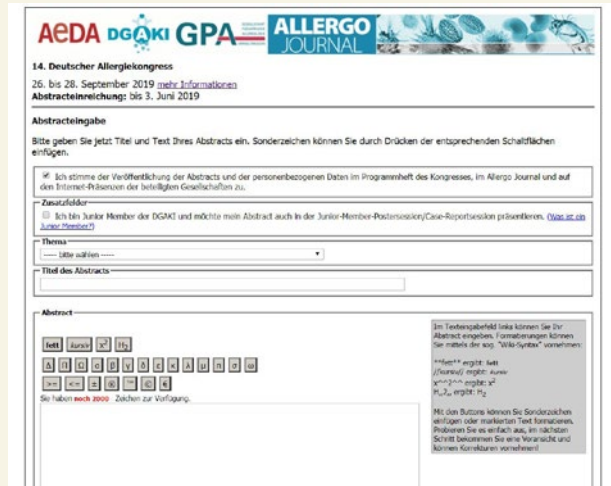 AeDA DGAKI GPA
ALLERGO
JOURNAL
14. Deutscher Allergiekongress
26. bis 28. September 2019 mehr Informationen
Abstracteinreichung: bis 3. Juni 2019
Abstracteingabe
Bitte geben Sie jetzt Titel und Text Ihres Abstracts ein. Sonderzeichen können Sie durch Drücken der entsprechenden Schaltflächen
einfügen.
Ich stimme der Veröffentlichung der Abstracts und der personenbezogenen Daten im Programmheft des Kongresses, im Allergo Journal und auf
den Internet-Präsenzen der beteiligten Gesellschaften zu.
Zusatzfelder
Ich bin Junior Member der DGAKI und möchte mein Abstract auch in der Junior-Member-Postersession/Case-Reportsession präsentieren. (Was ist ein
Junior Member?)
Thema
----- bitte wählen -----
Titel des Abstracts
Abstract
fett kursiv x² H₂
Δ Π Ω α β γ δ ε κ λ μ π σ ω
>= <= ± ® ™ © €
Sie haben noch 2000 Zeichen zur Verfügung.
Im Texteingabefeld links können Sie Ihr
Abstract eingeben. Formatierungen können
Sie mittels der sog. "Wiki-Syntax" vornehmen:
**fett** ergibt: fett
//kursiv// ergibt: kursiv
x^^2^^ ergibt: x²
H,,2,, ergibt: H₂
Mit den Buttons können Sie Sonderzeichen
einfügen oder markierten Text formatieren.
Probieren Sie es einfach aus, im nächsten
Schritt bekommen Sie eine Voransicht und
können Korrekturen vornehmen!